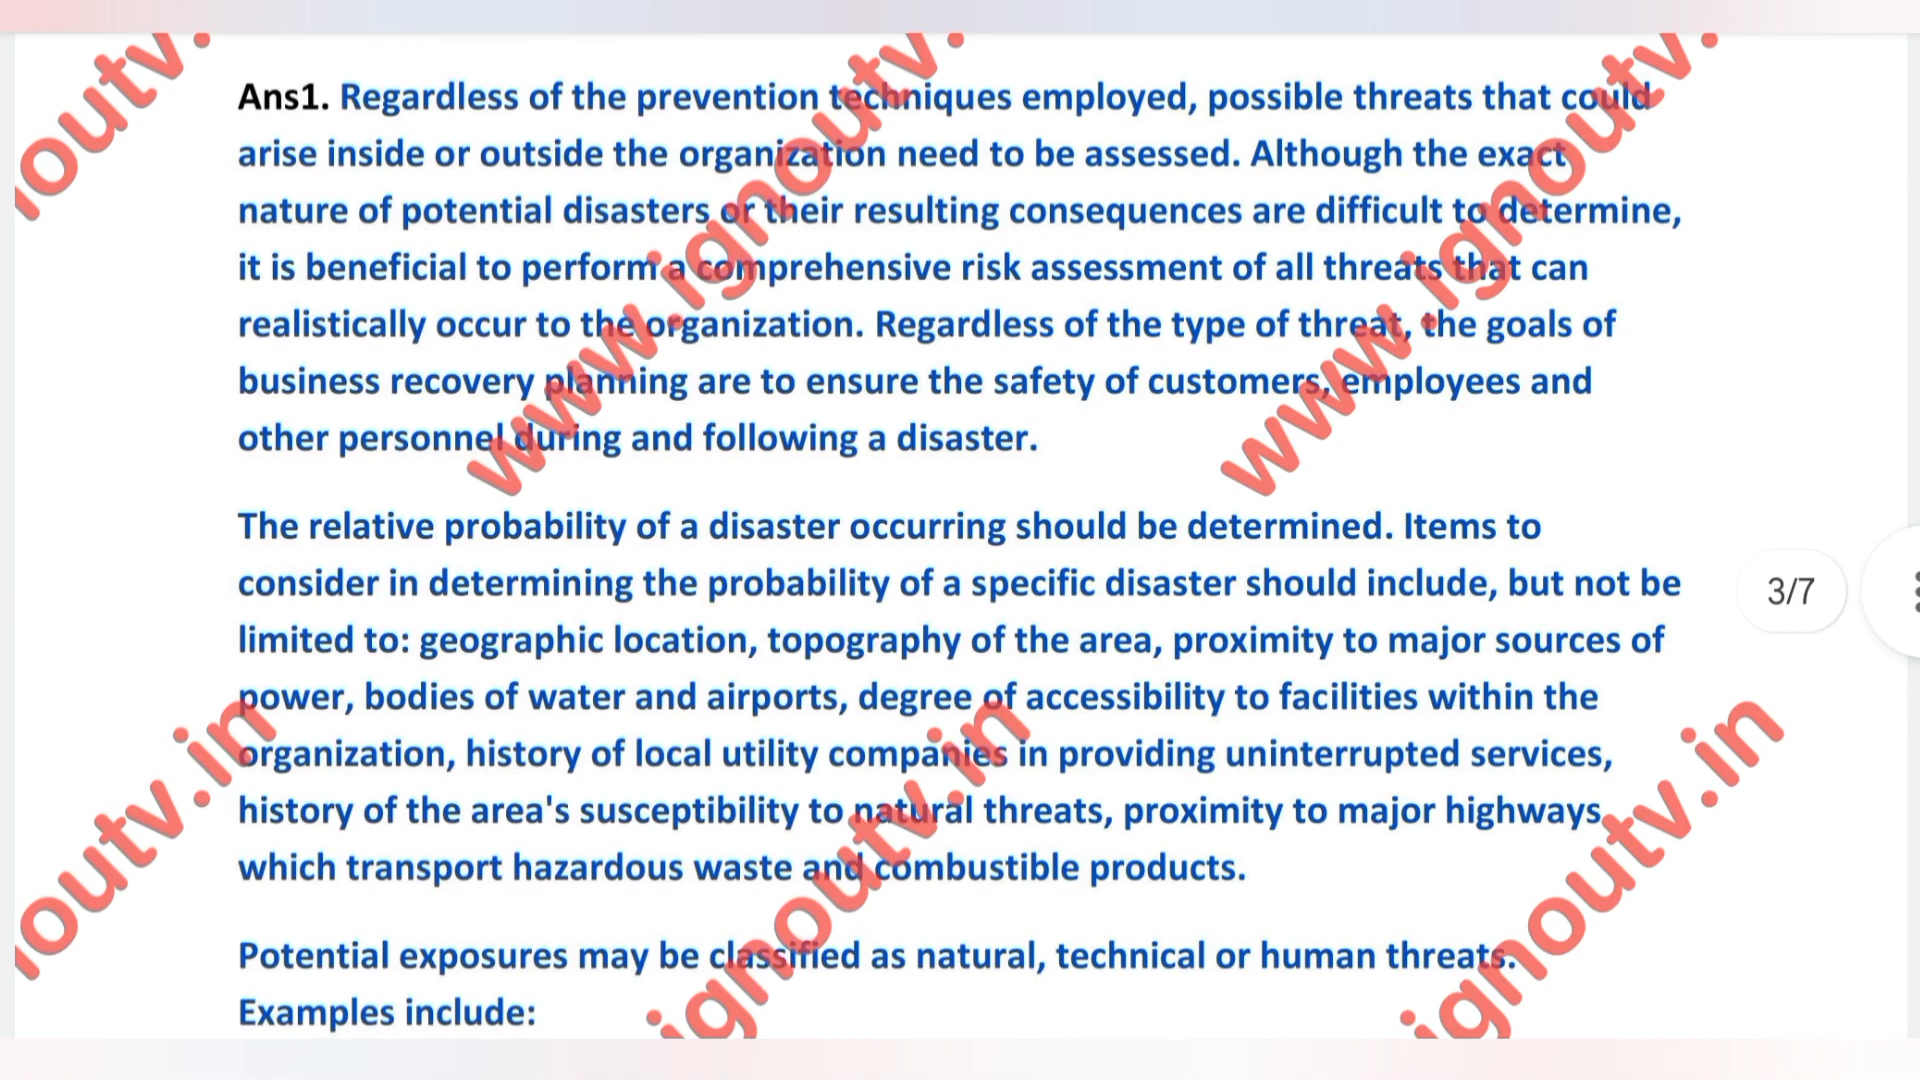 Ans1. Regardless of the prevention techniques employed, possible threats that could
arise inside or outside the organization need to be assessed. Although the exact
nature of potential disasters or their resulting consequences are difficult to determine,
it is beneficial to perform a comprehensive risk assessment of all threats that can
realistically occur to the organization. Regardless of the type of threat, the goals of
business recovery planning are to ensure the safety of customers, employees and
other personnel during and following a disaster.
The relative probability of a disaster occurring should be determined. Items to
consider in determining the probability of a specific disaster should include, but not be
limited to: geographic location, topography of the area, proximity to major sources of
power, bodies of water and airports, degree of accessibility to facilities within the
organization, history of local utility companies in providing uninterrupted services,
history of the area's susceptibility to natural threats, proximity to major highways
which transport hazardous waste and combustible products.
Potential exposures may be classified as natural, technical or human threats.
Examples include:
3/7
outv.
www.ignoutv.
www.ignoutv.
outv.in
ignoutv.in
ignoutv.in